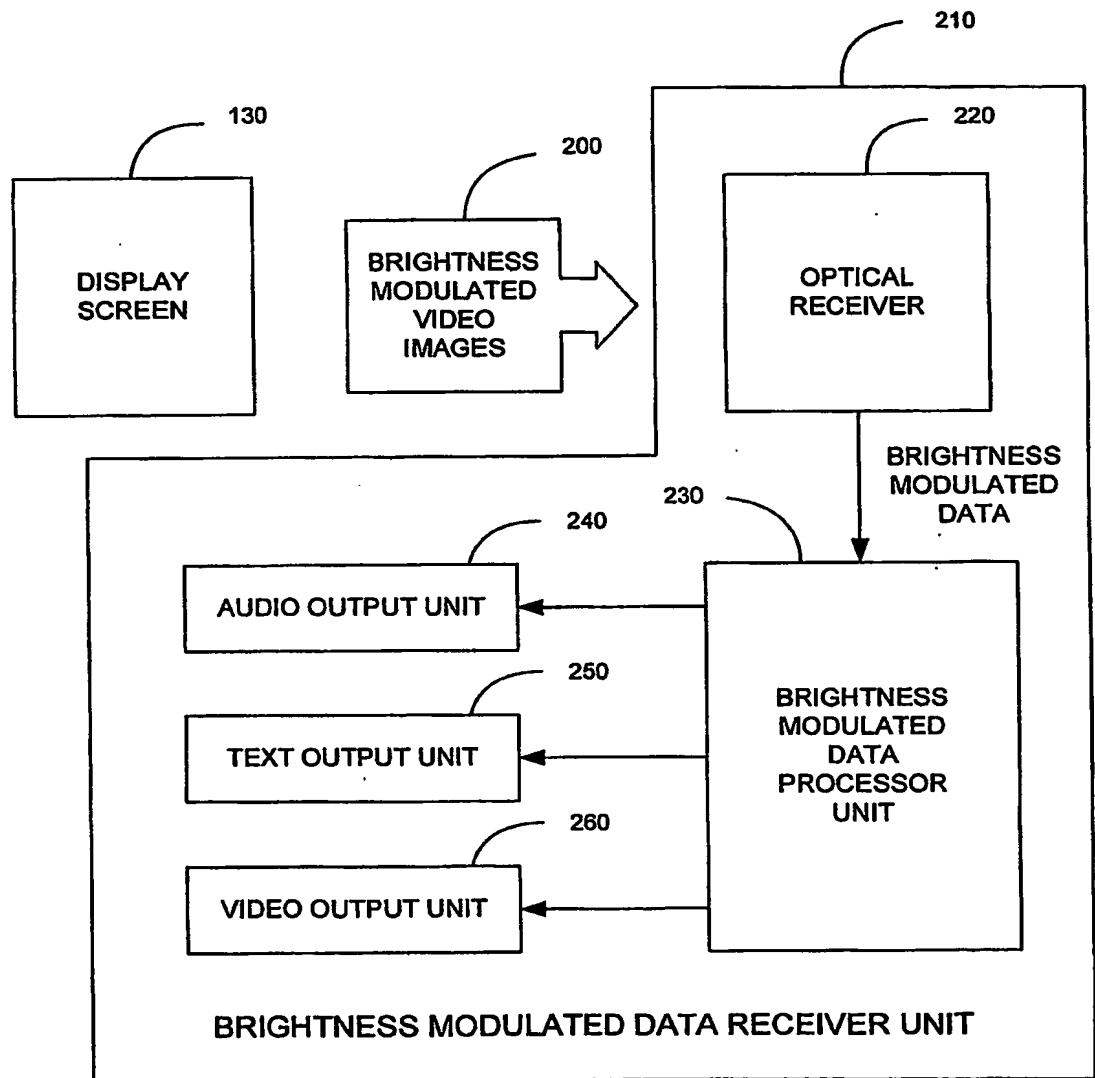 210
130
220
200
DISPLAY
SCREEN
BRIGHTNESS
MODULATED
VIDEO
IMAGES
OPTICAL
RECEIVER
BRIGHTNESS
MODULATED
DATA
230
240
AUDIO OUTPUT UNIT
250
TEXT OUTPUT UNIT
BRIGHTNESS
MODULATED
DATA
PROCESSOR
UNIT
260
VIDEO OUTPUT UNIT
BRIGHTNESS MODULATED DATA RECEIVER UNIT